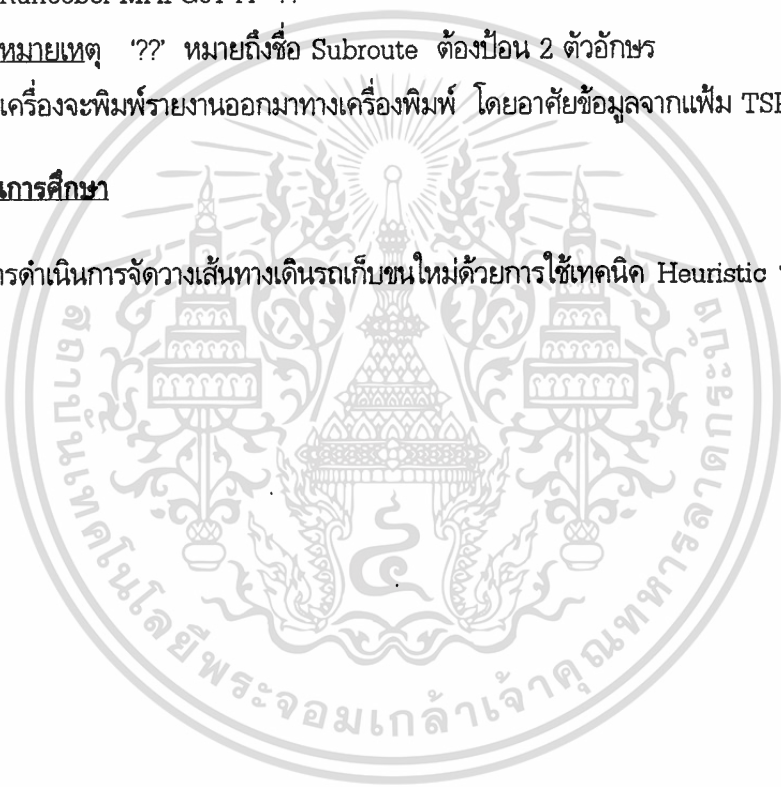 หมายเหตุ '??' หมายถึงชื่อ Subroute ต้องป้อน 2 ตัวอักษร
เครื่องจะพิมพ์รายงานออกมาทางเครื่องพิมพ์ โดยอาศัยข้อมูลจากแฟ้ม
นการศึกษา
ารดำเนินการจัดวางเส้นทางเดินรถเก็บขนใหม่ด้วยการใช้เทคนิค Heuristic
สถาบันเทคโนโลยีพระจอมเกล้าเจ้าคุณทหารลาดกระบัง